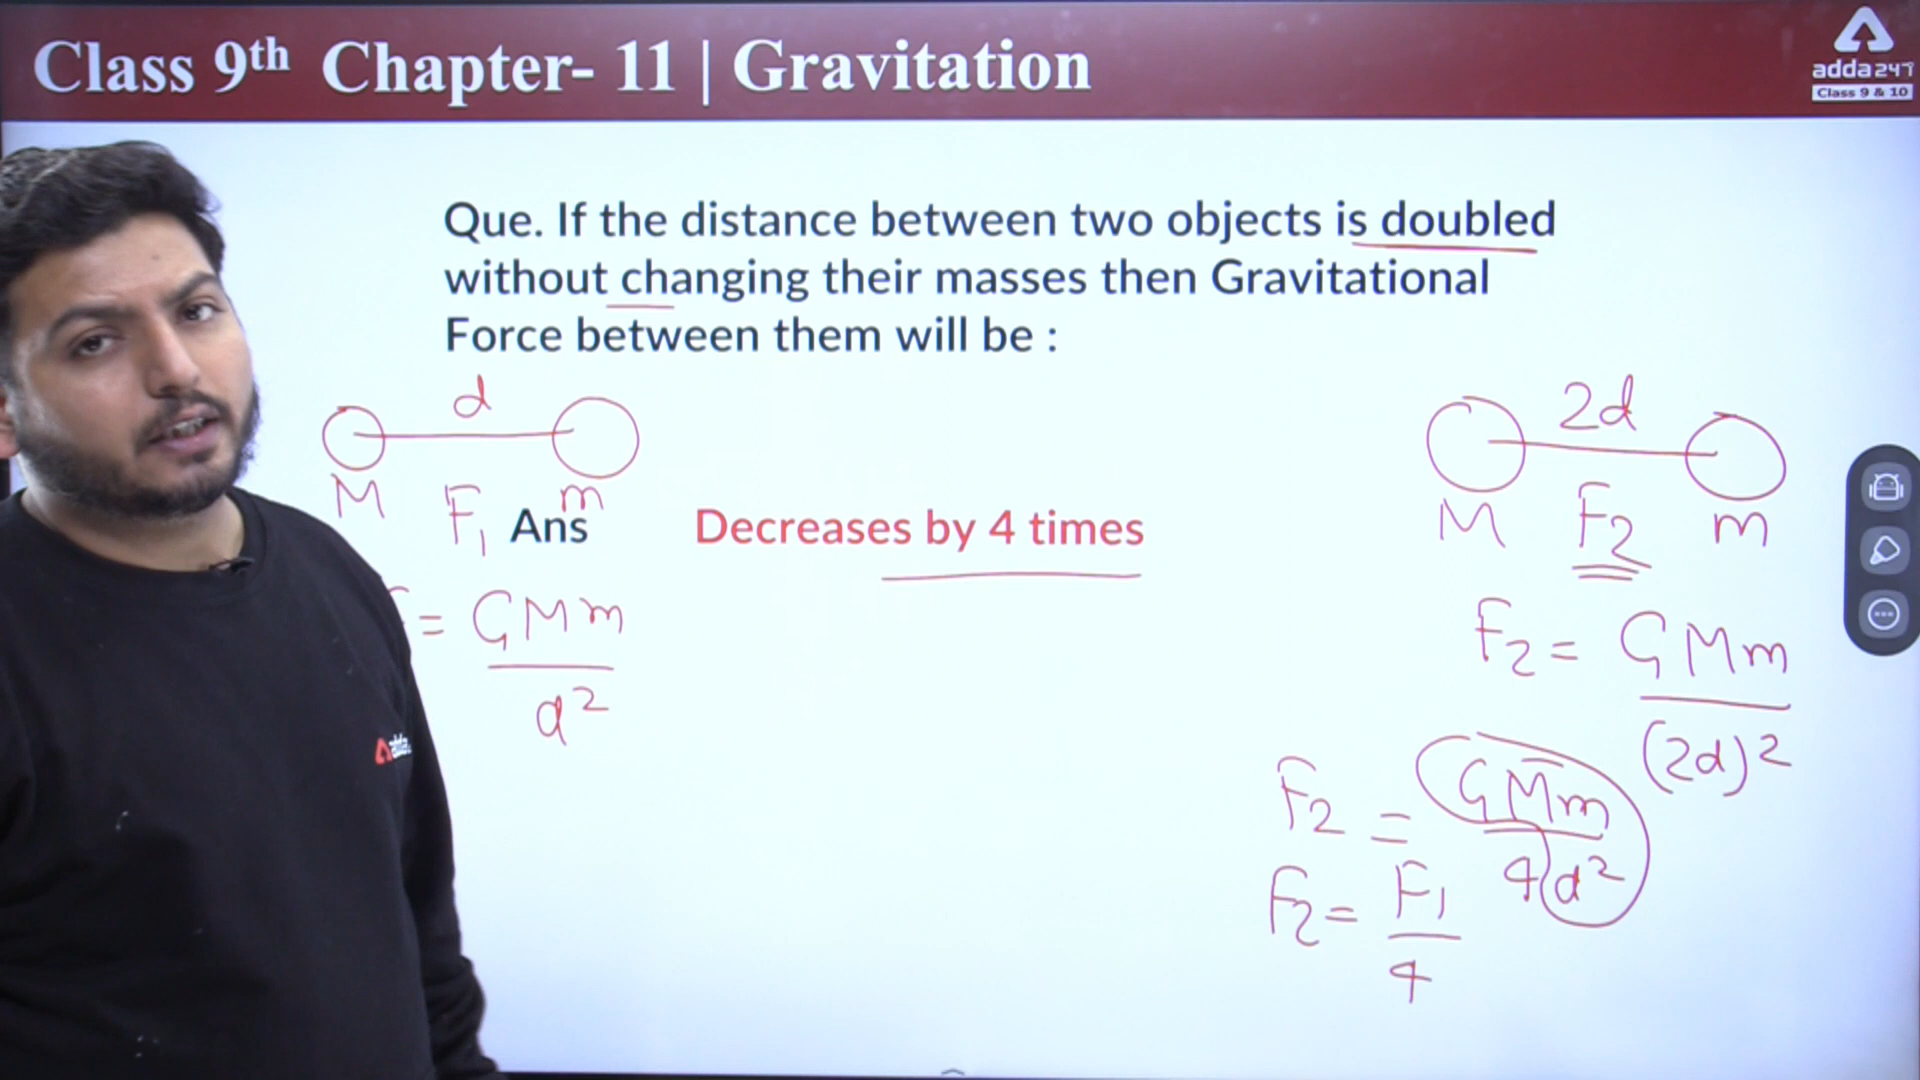 Class 9th Chapter- 11 | Gravitation
adda247
Class 9 & 10
Que. If the distance between two objects is doubled
without changing their masses then Gravitational
Force between them will be :
d
2d
M F₁ m
M F₂ m
Ans Decreases by 4 times
= GMm
d²
F₂ = GMm
(2d)²
F₂ = GMm
4d²
F₂ = F₁
4
adda